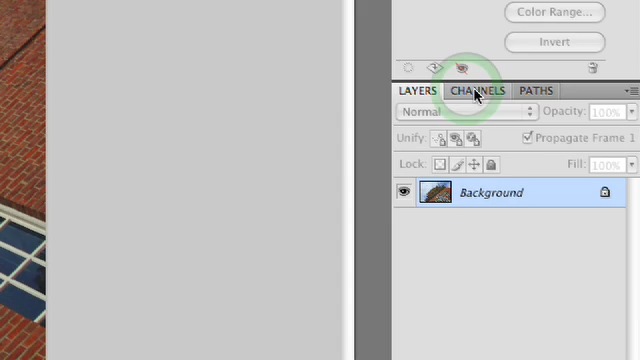 Color Range...
Invert
LAYERS CHANNELS PATHS
Normal Opacity: 100%
Unify: Propagate Frame 1
Lock: Fill: 100%
Background